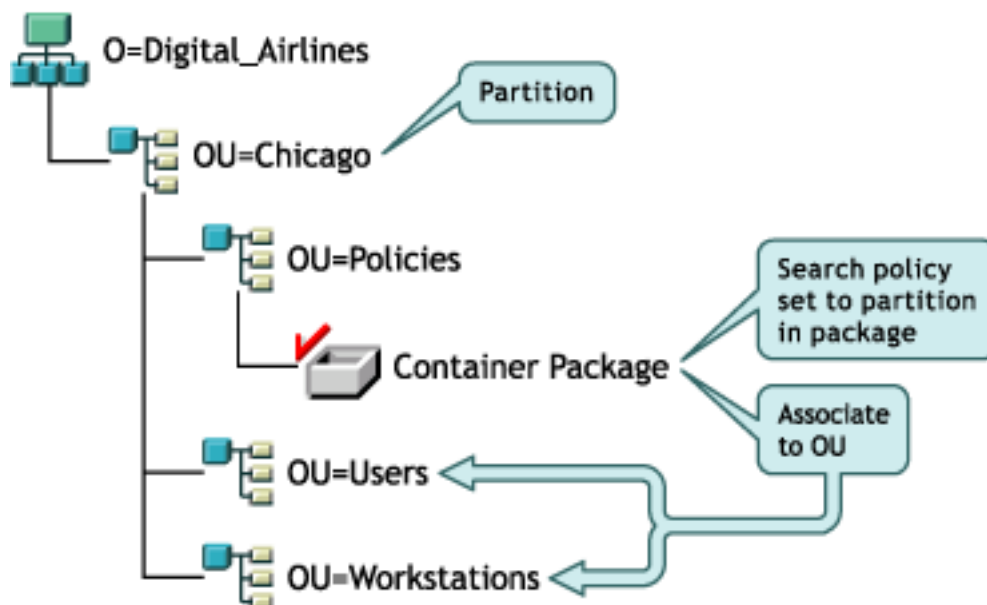 O=Digital_Airlines
Partition
OU=Chicago
OU=Policies
Search policy
set to partition
in package
Container Package
Associate
to OU
OU=Users
OU=Workstations